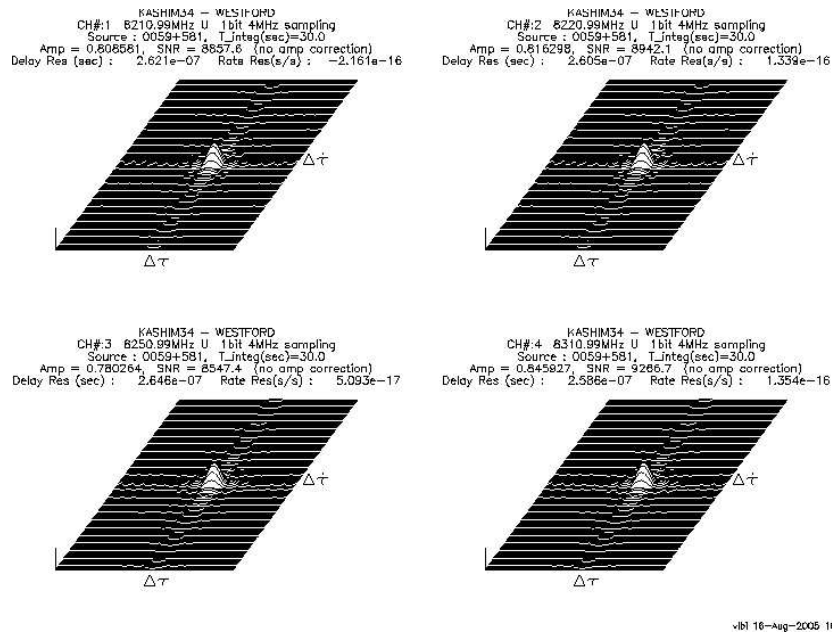 KASHIM34 - WESTFORD
CH#:1 8210.99MHz U 1bit 4MHz sampling
Source : 0059+581, T_integ(sec)=30.0
Amp = 0.808581, SNR = 8857.6 (no amp correction)
Delay Res (sec) : 2.621e-07 Rate Res(s/s) : -2.161e-16
Δτ̇
Δτ
KASHIM34 - WESTFORD
CH#:2 8220.99MHz U 1bit 4MHz sampling
Source : 0059+581, T_integ(sec)=30.0
Amp = 0.816298, SNR = 8942.1 (no amp correction)
Delay Res (sec) : 2.605e-07 Rate Res(s/s) : 1.339e-16
Δτ̇
Δτ
KASHIM34 - WESTFORD
CH#:3 8250.99MHz U 1bit 4MHz sampling
Source : 0059+581, T_integ(sec)=30.0
Amp = 0.780264, SNR = 8547.4 (no amp correction)
Delay Res (sec) : 2.646e-07 Rate Res(s/s) : 5.093e-17
Δτ̇
Δτ
KASHIM34 - WESTFORD
CH#:4 8310.99MHz U 1bit 4MHz sampling
Source : 0059+581, T_integ(sec)=30.0
Amp = 0.845927, SNR = 9266.7 (no amp correction)
Delay Res (sec) : 2.586e-07 Rate Res(s/s) : 1.354e-16
Δτ̇
Δτ
vlbi 16-Aug-2005